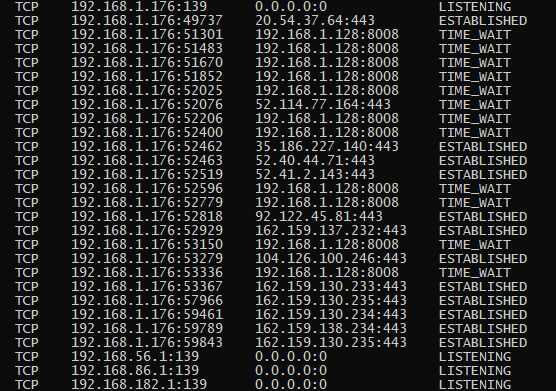 TCP 192.168.1.176:139 0.0.0.0:0 LISTENING
TCP 192.168.1.176:49737 20.54.37.64:443 ESTABLISHED
TCP 192.168.1.176:51301 192.168.1.128:8008 TIME_WAIT
TCP 192.168.1.176:51483 192.168.1.128:8008 TIME_WAIT
TCP 192.168.1.176:51670 192.168.1.128:8008 TIME_WAIT
TCP 192.168.1.176:51852 192.168.1.128:8008 TIME_WAIT
TCP 192.168.1.176:52025 192.168.1.128:8008 TIME_WAIT
TCP 192.168.1.176:52076 52.114.77.164:443 TIME_WAIT
TCP 192.168.1.176:52206 192.168.1.128:8008 TIME_WAIT
TCP 192.168.1.176:52400 192.168.1.128:8008 TIME_WAIT
TCP 192.168.1.176:52462 35.186.227.140:443 ESTABLISHED
TCP 192.168.1.176:52463 52.40.44.71:443 ESTABLISHED
TCP 192.168.1.176:52519 52.41.2.143:443 ESTABLISHED
TCP 192.168.1.176:52596 192.168.1.128:8008 TIME_WAIT
TCP 192.168.1.176:52779 192.168.1.128:8008 TIME_WAIT
TCP 192.168.1.176:52818 92.122.45.81:443 ESTABLISHED
TCP 192.168.1.176:52929 162.159.137.232:443 ESTABLISHED
TCP 192.168.1.176:53150 192.168.1.128:8008 TIME_WAIT
TCP 192.168.1.176:53279 104.126.100.246:443 ESTABLISHED
TCP 192.168.1.176:53336 192.168.1.128:8008 TIME_WAIT
TCP 192.168.1.176:53367 162.159.130.233:443 ESTABLISHED
TCP 192.168.1.176:57966 162.159.130.235:443 ESTABLISHED
TCP 192.168.1.176:59461 162.159.130.234:443 ESTABLISHED
TCP 192.168.1.176:59789 162.159.138.234:443 ESTABLISHED
TCP 192.168.1.176:59843 162.159.130.235:443 ESTABLISHED
TCP 192.168.56.1:139 0.0.0.0:0 LISTENING
TCP 192.168.86.1:139 0.0.0.0:0 LISTENING
TCP 192.168.182.1:139 0.0.0.0:0 LISTENING